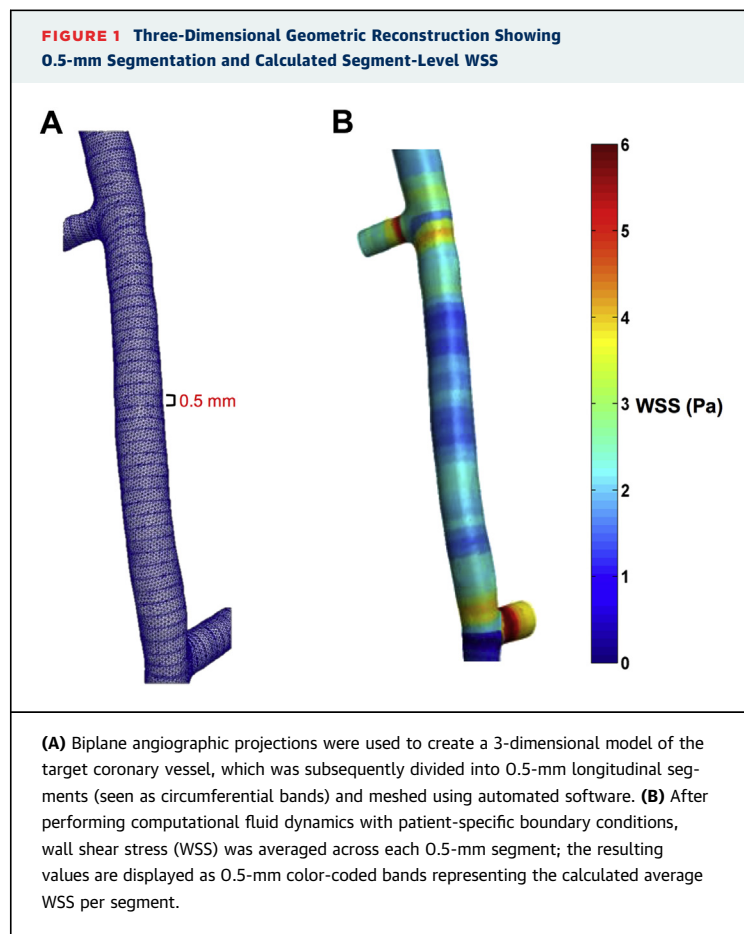 FIGURE 1 Three-Dimensional Geometric Reconstruction Showing
0.5-mm Segmentation and Calculated Segment-Level WSS
A
B
0.5 mm
6
5
4
3
WSS (Pa)
2
1
0
(A) Biplane angiographic projections were used to create a 3-dimensional model of the
target coronary vessel, which was subsequently divided into 0.5-mm longitudinal seg-
ments (seen as circumferential bands) and meshed using automated software. (B) After
performing computational fluid dynamics with patient-specific boundary conditions,
wall shear stress (WSS) was averaged across each 0.5-mm segment; the resulting
values are displayed as 0.5-mm color-coded bands representing the calculated average
WSS per segment.